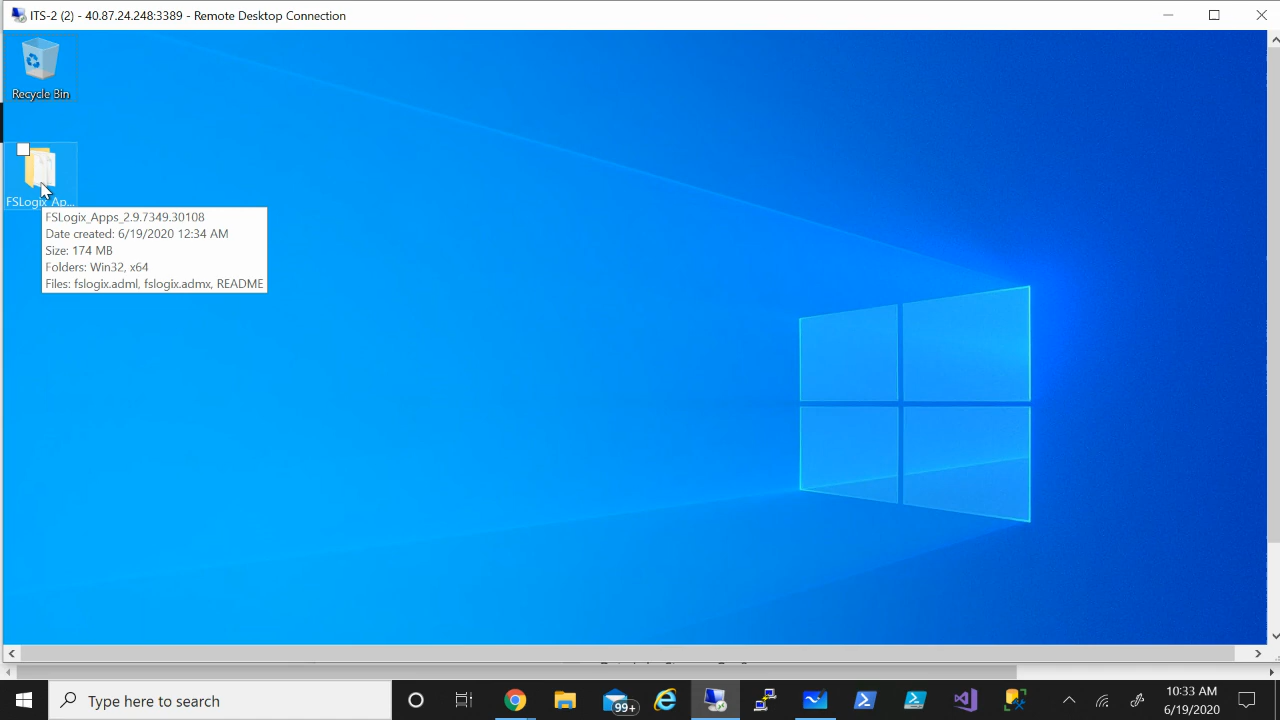 ITS-2 (2) - 40.87.24.248:3389 - Remote Desktop Connection
Recycle Bin
FSLogix_Ap...
FSLogix_Apps_2.9.7349.30108
Date created: 6/19/2020 12:34 AM
Size: 174 MB
Folders: Win32, x64
Files: fslogix.adml, fslogix.admx, README
Type here to search
99+
10:33 AM
6/19/2020